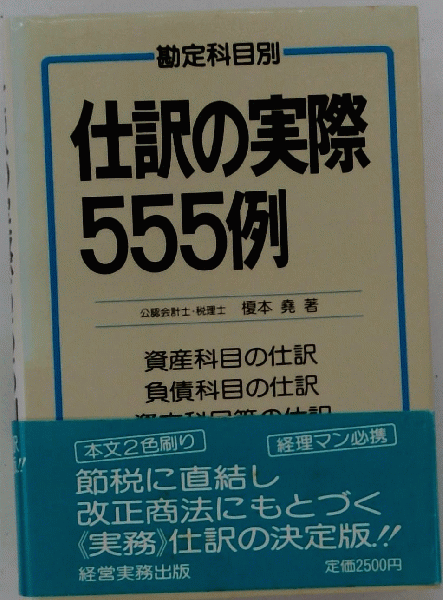 勘定科目別
仕訳の実際
555例
公認会計士・税理士 榎本 堯 著
資産科目の仕訳
負債科目の仕訳
本文2色刷り 経理マン必携
節税に直結し
改正商法にもとづく
《実務》仕訳の決定版!!
経営実務出版 定価2500円